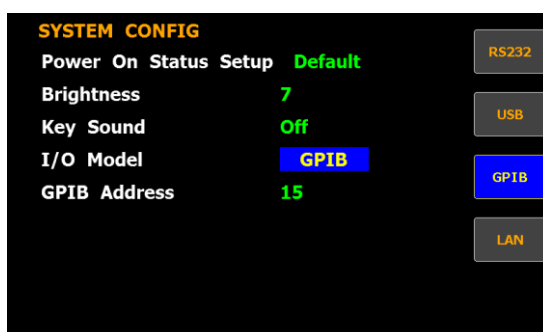 SYSTEM CONFIG
Power On Status Setup Default
Brightness 7
Key Sound Off
I/O Model GPIB
GPIB Address 15
RS232
USB
GPIB
LAN